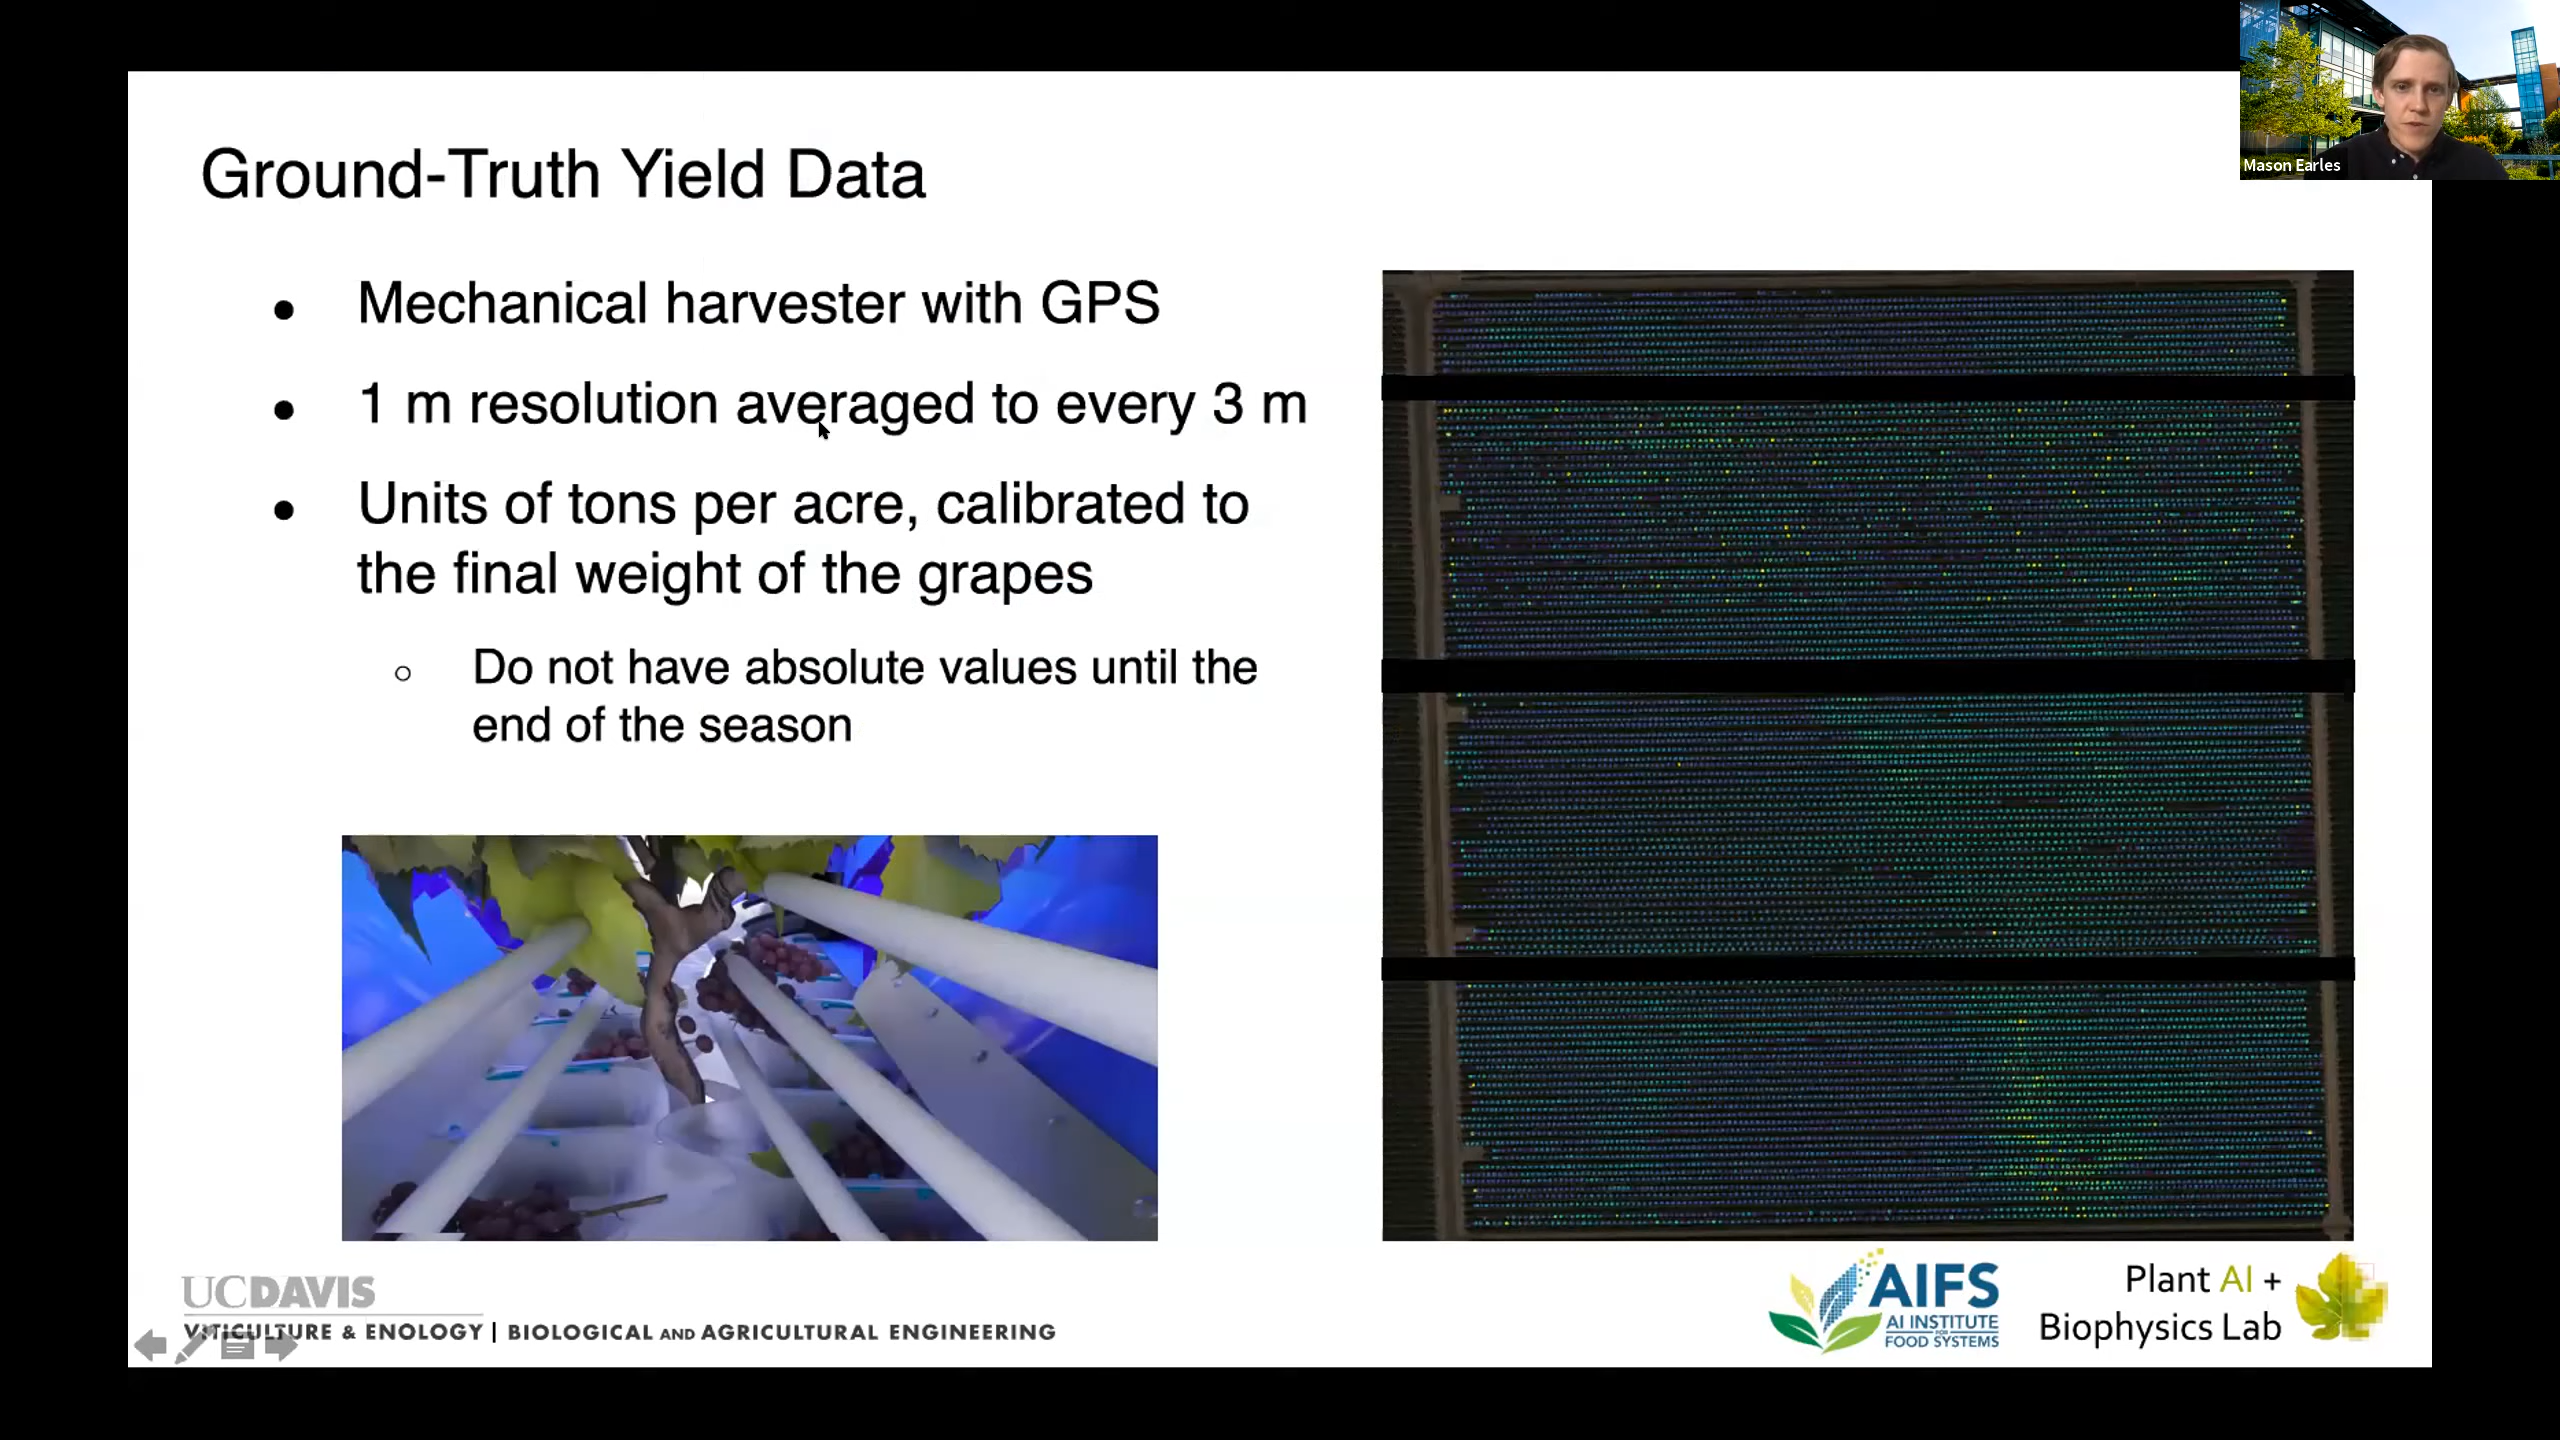 Mason Earles
Ground-Truth Yield Data
Mechanical harvester with GPS
1 m resolution averaged to every 3 m
Units of tons per acre, calibrated to
the final weight of the grapes
Do not have absolute values until the
end of the season
UCDAVIS
VITICULTURE & ENOLOGY | BIOLOGICAL AND AGRICULTURAL ENGINEERING
AIFS
AI INSTITUTE
FOR
FOOD SYSTEMS
Plant AI +
Biophysics Lab